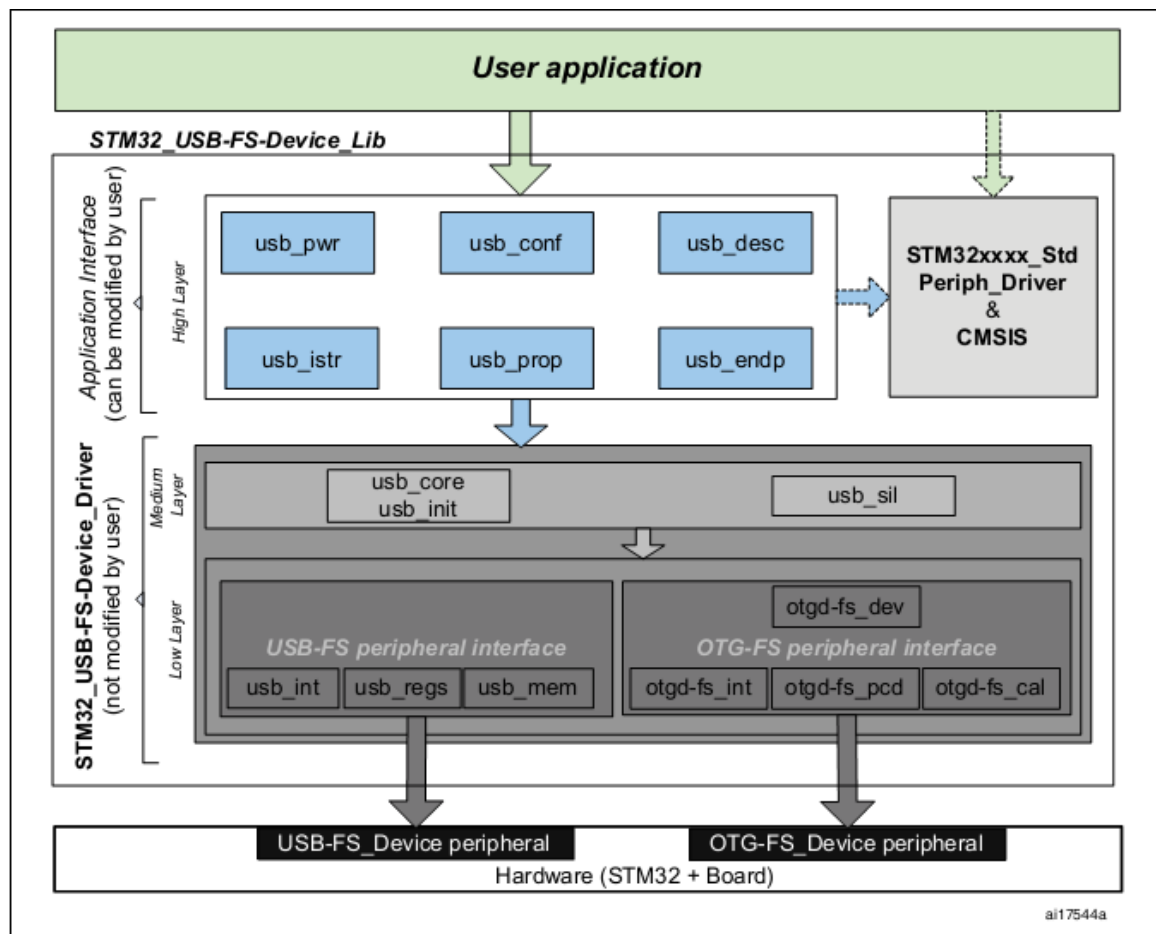 User application
STM32_USB-FS-Device_Lib
Application Interface
(can be modified by user)
High Layer
usb_pwr
usb_conf
usb_desc
usb_istr
usb_prop
usb_endp
STM32xxxx_Std
Periph_Driver
&
CMSIS
STM32_USB-FS-Device_Driver
(not modified by user)
Medium
Layer
usb_core
usb_init
usb_sil
Low Layer
USB-FS peripheral interface
usb_int
usb_regs
usb_mem
otgd-fs_dev
OTG-FS peripheral interface
otgd-fs_int
otgd-fs_pcd
otgd-fs_cal
USB-FS_Device peripheral
OTG-FS_Device peripheral
Hardware (STM32 + Board)
ai17544a